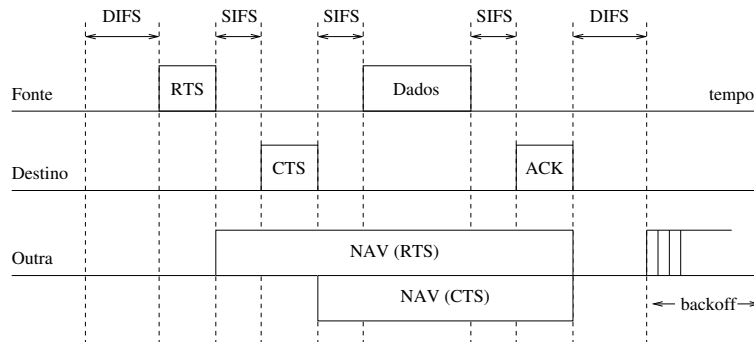 DIFS SIFS SIFS SIFS DIFS
Fonte RTS Dados tempo
Destino CTS ACK
Outra NAV (RTS)
NAV (CTS) backoff